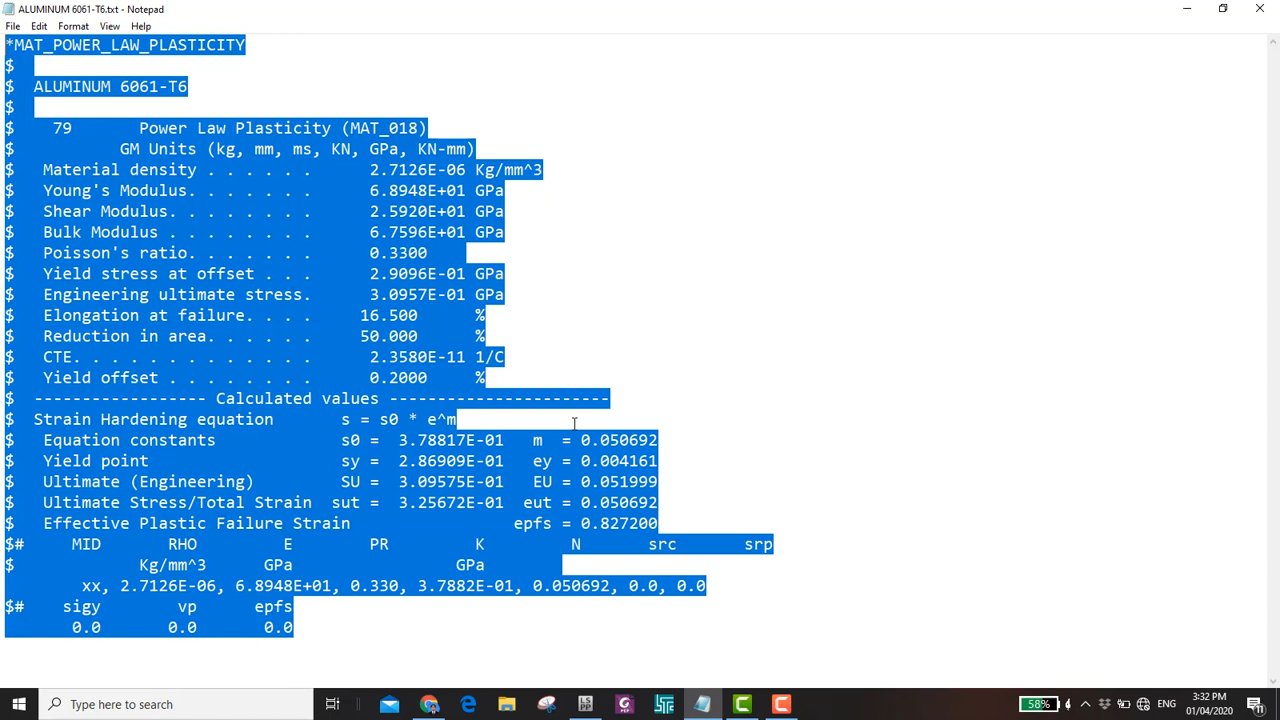 ALUMINUM 6061-T6.txt - Notepad
File Edit Format View Help
*MAT_POWER_LAW_PLASTICITY
$
$ ALUMINUM 6061-T6
$
$ 79 Power Law Plasticity (MAT_018)
$ GM Units (kg, mm, ms, KN, GPa, KN-mm)
$ Material density . . . . . . 2.7126E-06 Kg/mm^3
$ Young's Modulus. . . . . . . 6.8948E+01 GPa
$ Shear Modulus. . . . . . . . 2.5920E+01 GPa
$ Bulk Modulus . . . . . . . . 6.7596E+01 GPa
$ Poisson's ratio. . . . . . . 0.3300
$ Yield stress at offset . . . 2.9096E-01 GPa
$ Engineering ultimate stress. 3.0957E-01 GPa
$ Elongation at failure. . . . 16.500 %
$ Reduction in area. . . . . . 50.000 %
$ CTE. . . . . . . . . . . . . 2.3580E-11 1/C
$ Yield offset . . . . . . . . 0.2000 %
$ ------------------ Calculated values -----------------------
$ Strain Hardening equation s = s0 * e^m
$ Equation constants s0 = 3.78817E-01 m = 0.050692
$ Yield point sy = 2.86909E-01 ey = 0.004161
$ Ultimate (Engineering) SU = 3.09575E-01 EU = 0.051999
$ Ultimate Stress/Total Strain sut = 3.25672E-01 eut = 0.050692
$ Effective Plastic Failure Strain epfs = 0.827200
$# MID RHO E PR K N src srp
$ Kg/mm^3 GPa GPa
xx, 2.7126E-06, 6.8948E+01, 0.330, 3.7882E-01, 0.050692, 0.0, 0.0
$# sigy vp epfs
0.0 0.0 0.0
Type here to search
58%
3:32 PM
01/04/2020